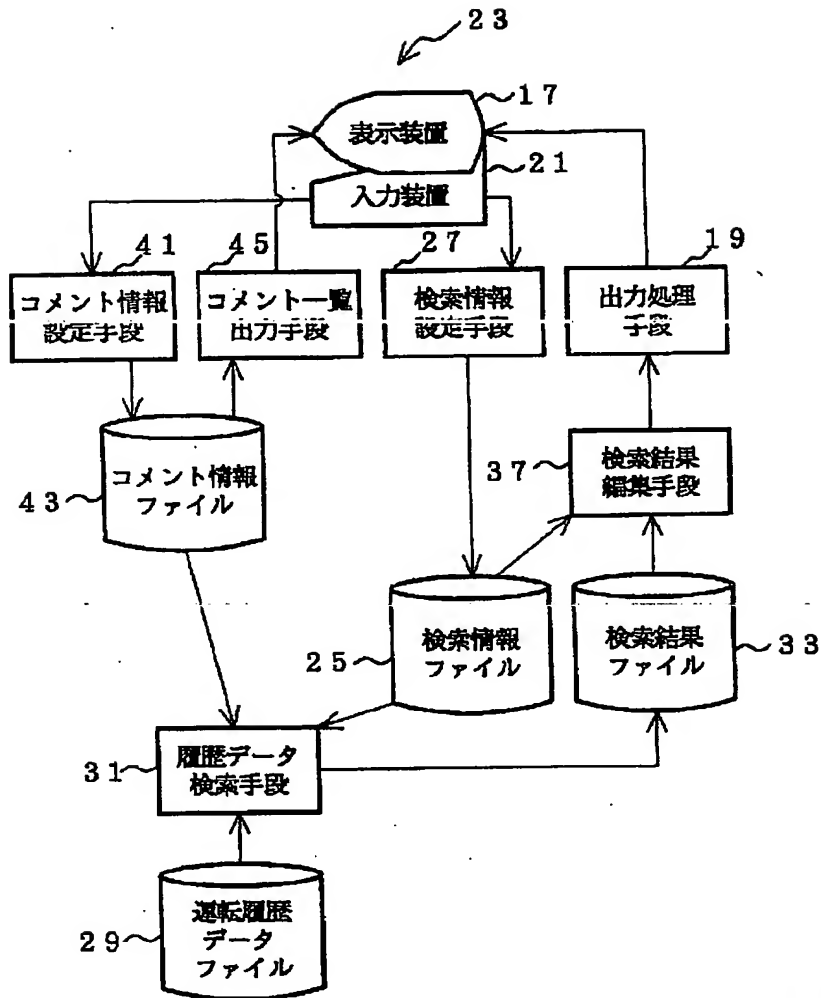 23
17
表示装置
21
入力装置
41
45
27
19
コメント情報
設定手段
コメント一覧
出力手段
検索情報
設定手段
出力処理
手段
37
検索結果
編集手段
43
コメント情報
ファイル
25
検索情報
ファイル
検索結果
ファイル
33
31
履歴データ
検索手段
29
運転履歴
データ
ファイル